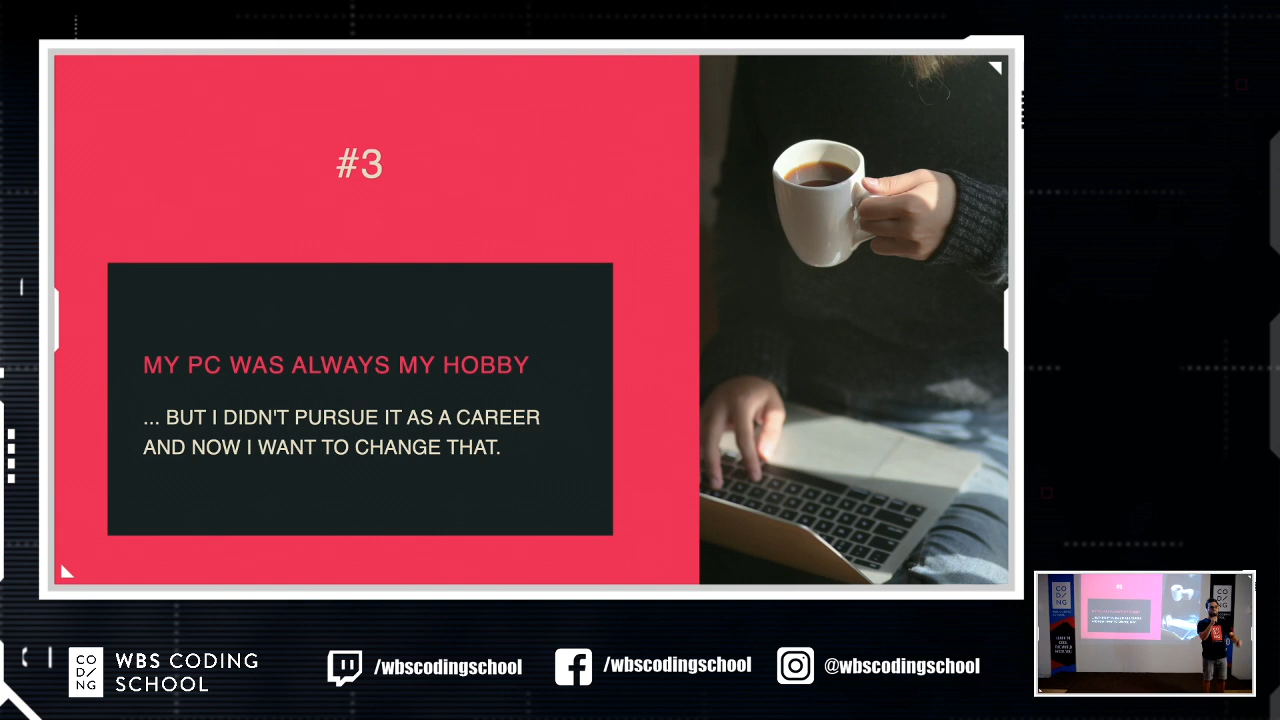 #3
MY PC WAS ALWAYS MY HOBBY
... BUT I DIDN'T PURSUE IT AS A CAREER
AND NOW I WANT TO CHANGE THAT.
CO
D/
NG
WBS CODING
SCHOOL
/wbscodingschool
/wbscodingschool
@wbscodingschool